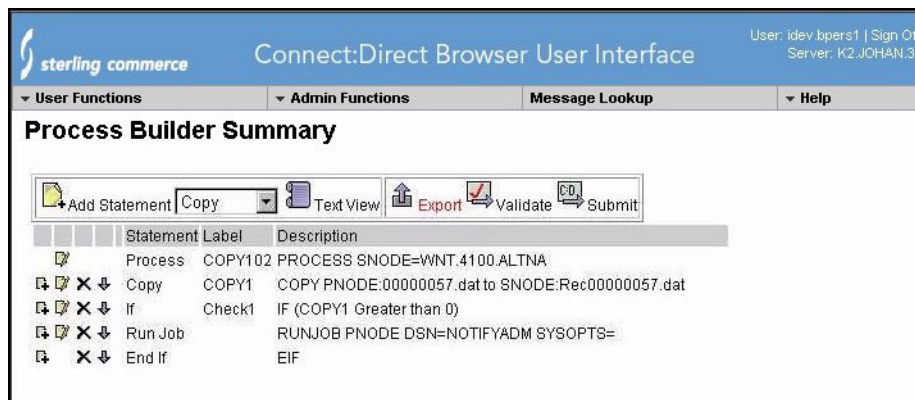 sterling commerce
Connect:Direct Browser User Interface
User: idev.bpers1 | Sign Of
Server: K2.JOHAN.3
User Functions Admin Functions Message Lookup Help
Process Builder Summary
Add Statement Copy Text View Export C:D Validate Submit
Statement Label Description
Process COPY102 PROCESS SNODE=WNT.4100.ALTNA
Copy COPY1 COPY PNODE:00000057.dat to SNODE:Rec00000057.dat
If Check1 IF (COPY1 Greater than 0)
Run Job RUNJOB PNODE DSN=NOTIFYADM SYSOPTS=
End If EIF